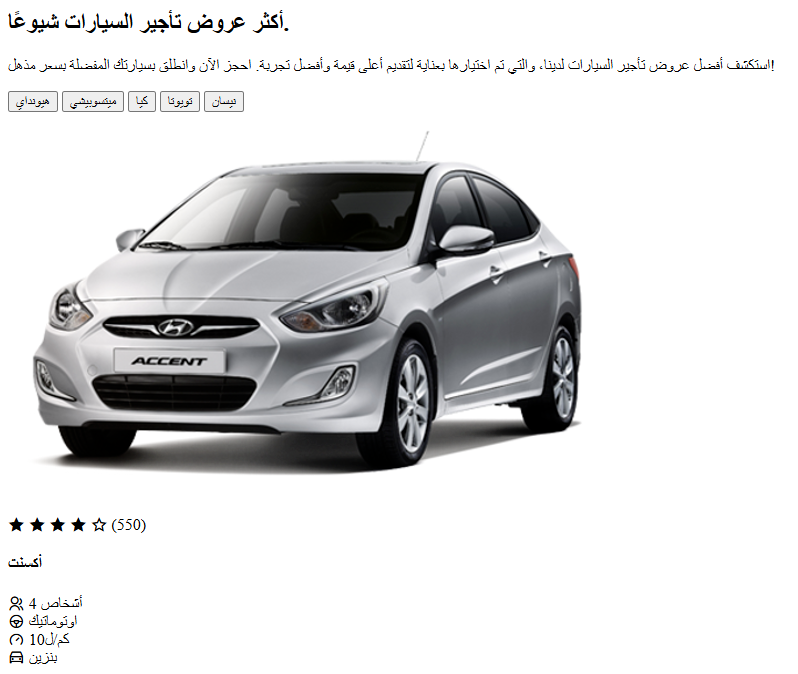 أكثر عروض تأجير السيارات شيوعًا.
استكشف أفضل عروض تأجير السيارات لدينا، والتي تم اختيارها بعناية لتقديم أعلى قيمة وأفضل تجربة. احجز الآن وانطلق بسيارتك المفضلة بسعر مذهل!
هيونداي ميتسوبيشي كيا تويوتا نيسان
ACCENT
(550)
أكسنت
4 أشخاص
اوتوماتيك
10كم/ل
بنزين